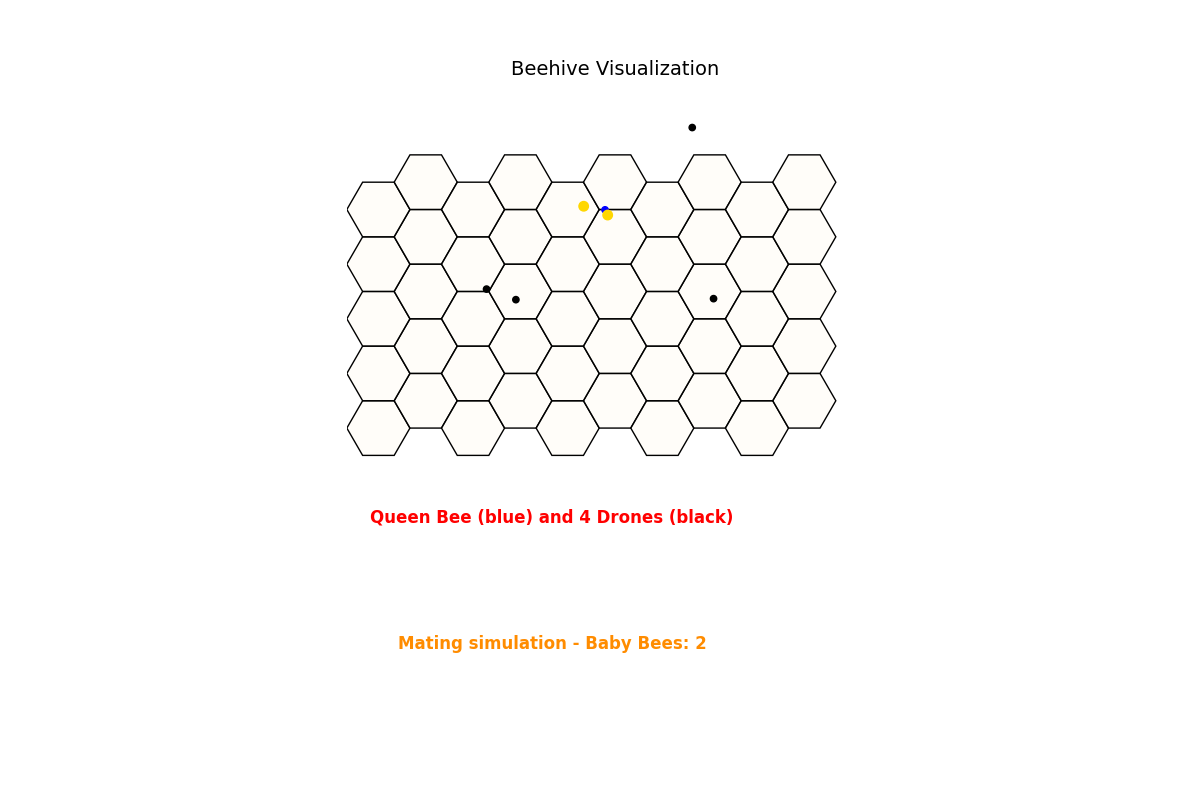 Beehive Visualization
Queen Bee (blue) and 4 Drones (black)
Mating simulation - Baby Bees: 2